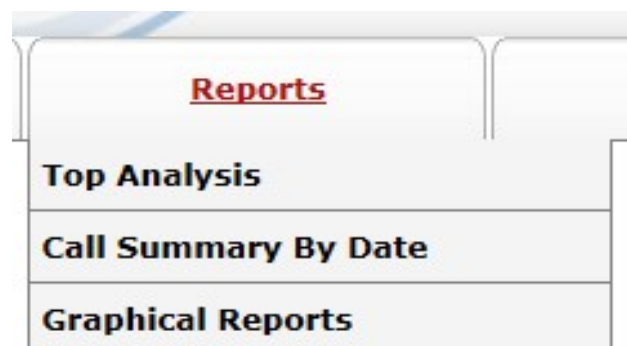 Reports
Top Analysis
Call Summary By Date
Graphical Reports